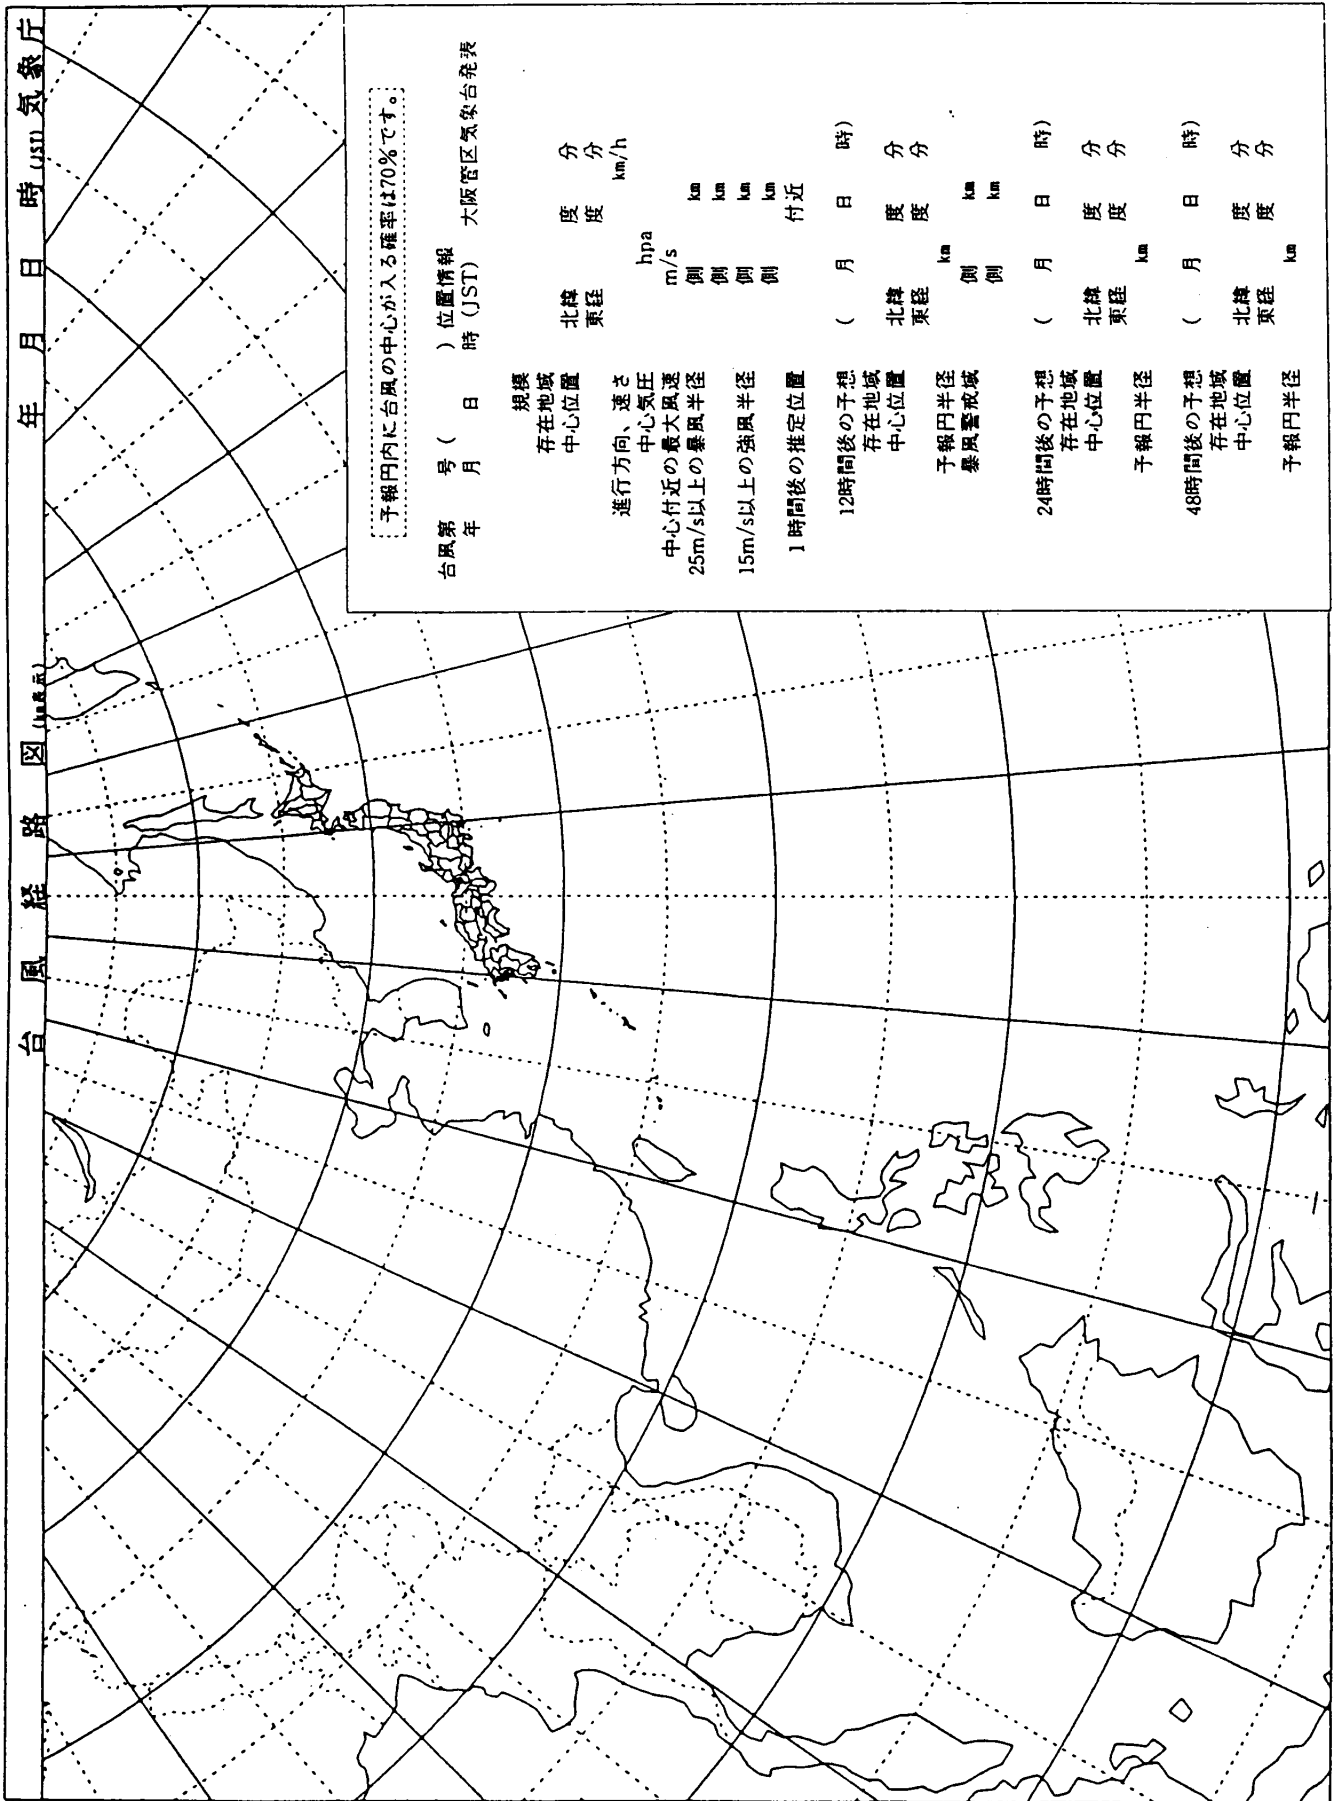 台風経路図 (km表示) 年 月 日 時 (JST) 気象庁
予報円内に台風の中心が入る確率は70%です。
台風第 号 ( ) 位置情報
年 月 日 時 (JST) 大阪管区気象台発表
規模
存在地域
中心位置 北緯 度 分
東経 度 分
進行方向、速さ km/h
中心気圧 hpa
中心付近の最大風速 m/s
25m/s以上の暴風半径 側 km
側 km
15m/s以上の強風半径 側 km
側 km
1時間後の推定位置 付近
12時間後の予想 ( 月 日 時)
存在地域
中心位置 北緯 度 分
東経 度 分
予報円半径 km
暴風警戒域 側 km
側 km
24時間後の予想 ( 月 日 時)
存在地域
中心位置 北緯 度 分
東経 度 分
予報円半径 km
48時間後の予想 ( 月 日 時)
存在地域
中心位置 北緯 度 分
東経 度 分
予報円半径 km